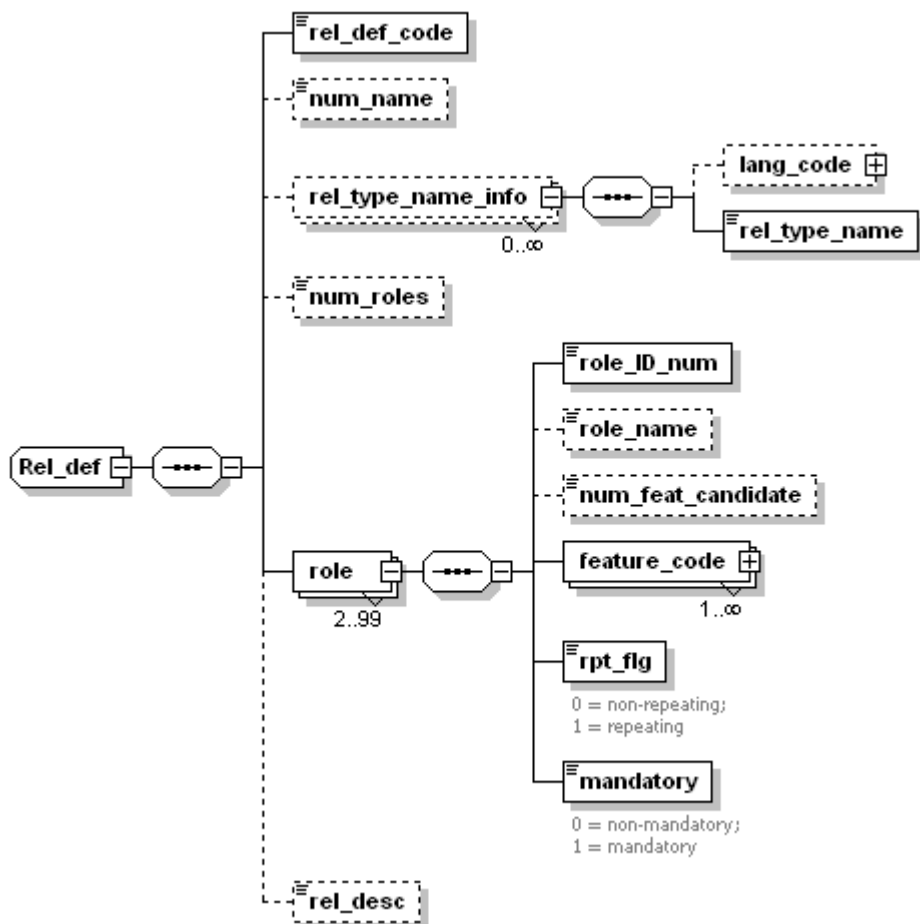 rel_def_code
num_name
lang_code
rel_type_name_info
0..∞
rel_type_name
num_roles
role_ID_num
role_name
Rel_def
num_feat_candidate
role
2..99
feature_code
1..∞
rpt_flg
0 = non-repeating;
1 = repeating
mandatory
0 = non-mandatory;
1 = mandatory
rel_desc